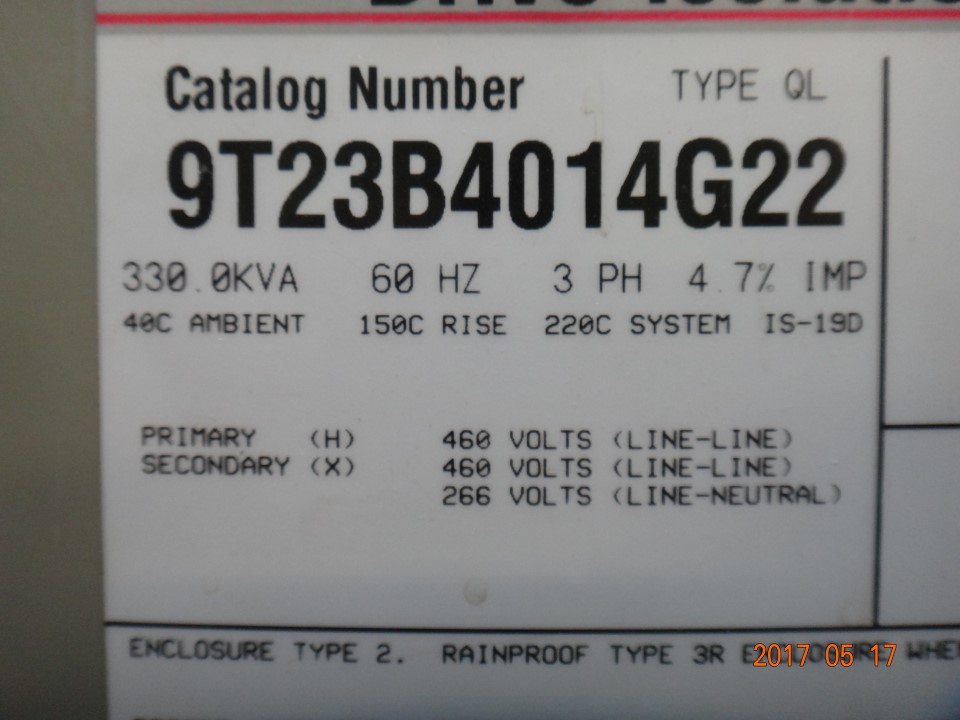 Drive Isolation
Catalog Number TYPE QL
9T23B4014G22
330.0KVA 60 HZ 3 PH 4.7% IMP
40C AMBIENT 150C RISE 220C SYSTEM IS-19D
PRIMARY (H) 460 VOLTS (LINE-LINE)
SECONDARY (X) 460 VOLTS (LINE-LINE)
266 VOLTS (LINE-NEUTRAL)
ENCLOSURE TYPE 2. RAINPROOF TYPE 3R
2017 05 17